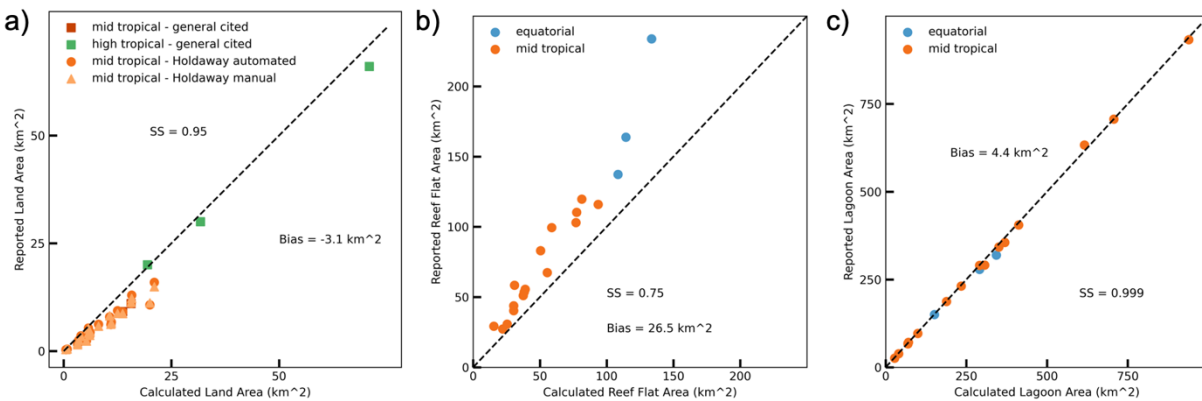 a)
mid tropical - general cited
high tropical - general cited
mid tropical - Holdaway automated
mid tropical - Holdaway manual
SS = 0.95
Bias = -3.1 km^2
Reported Land Area (km^2)
50
25
0
0
25
50
Calculated Land Area (km^2)
b)
equatorial
mid tropical
SS = 0.75
Bias = 26.5 km^2
Reported Reef Flat Area (km^2)
200
150
100
50
0
0
50
100
150
200
Calculated Reef Flat Area (km^2)
c)
equatorial
mid tropical
Bias = 4.4 km^2
SS = 0.999
Reported Lagoon Area (km^2)
750
500
250
0
0
250
500
750
Calculated Lagoon Area (km^2)